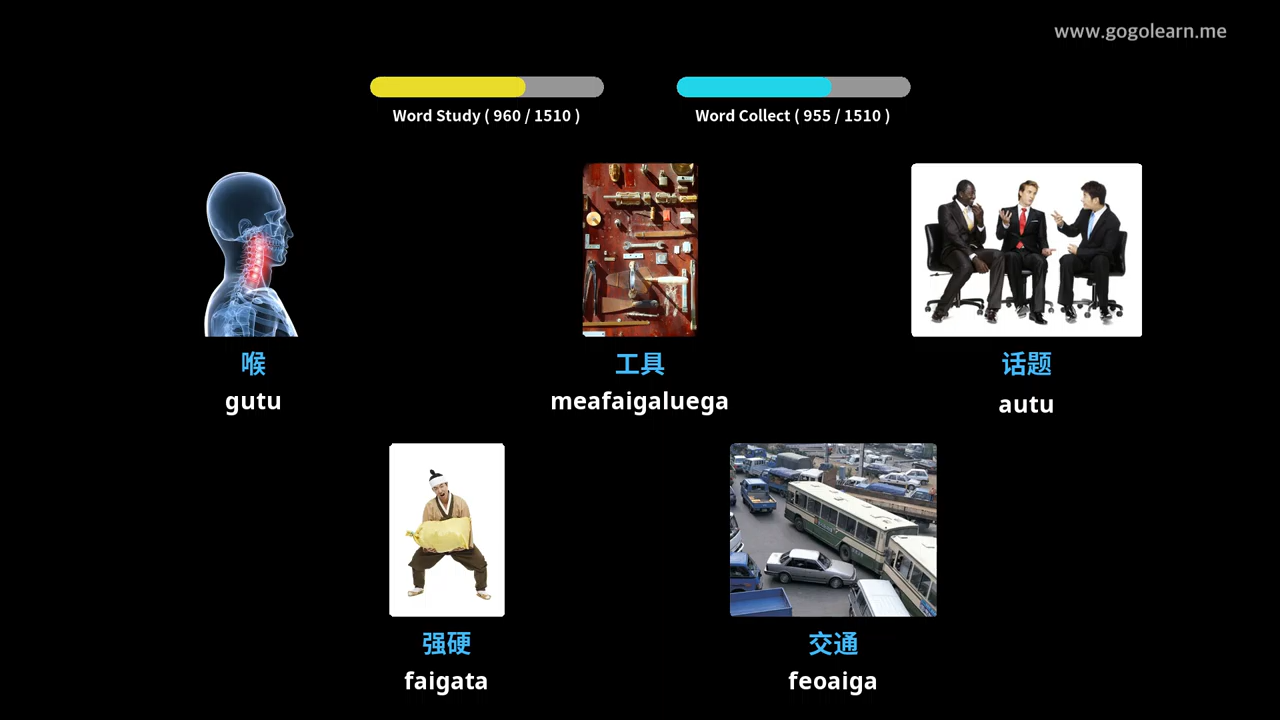 www.gogolearn.me
Word Study ( 960 / 1510 )
Word Collect ( 955 / 1510 )
喉
gutu
工具
meafaigaluega
话题
autu
强硬
faigata
交通
feoaiga